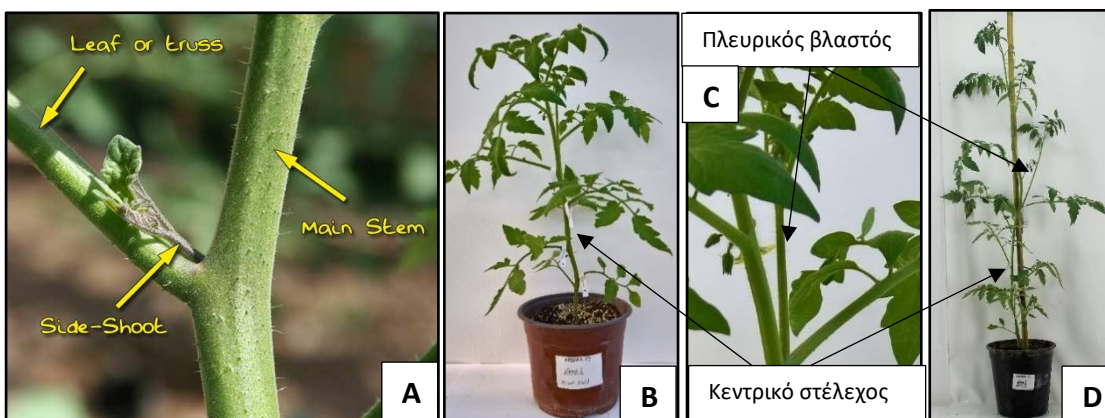 Leaf or truss
Main Stem
Side-Shoot
A
B
Πλευρικός βλαστός
C
Κεντρικό στέλεχος
D